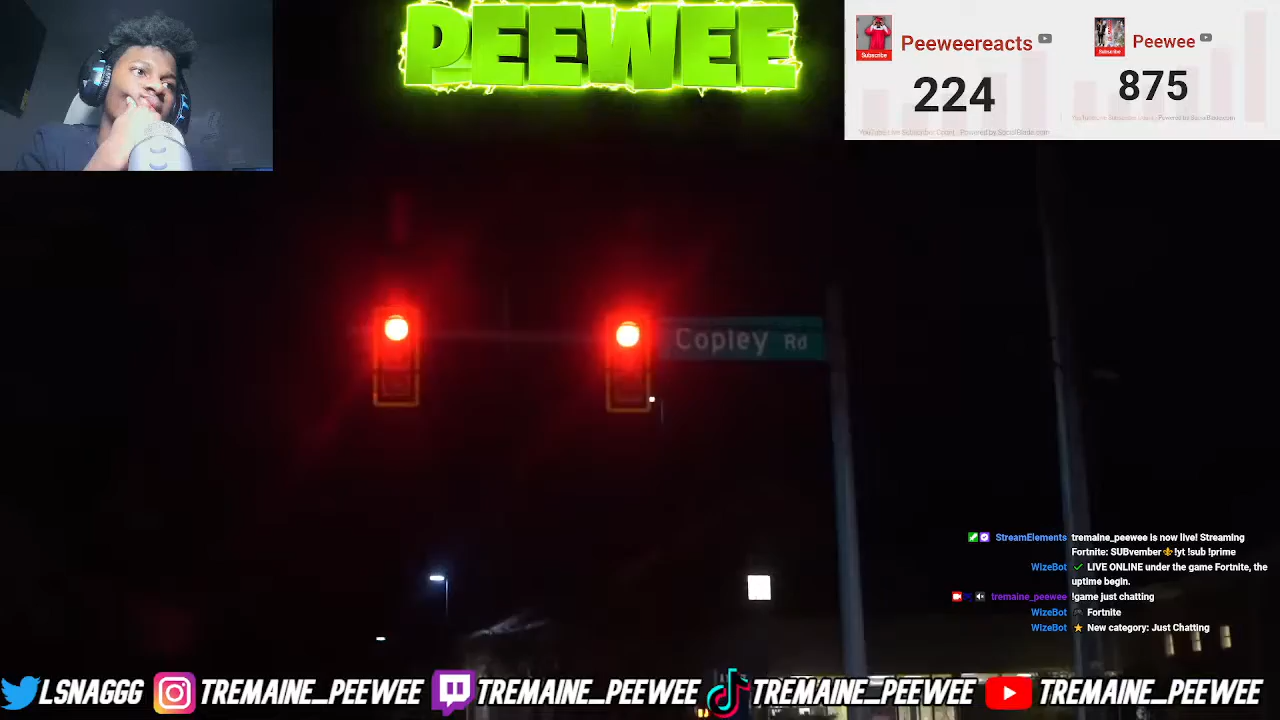 PEEWEE
Peeweereacts
Subscribe
224
Peewee
Subscribe
875
Copley Rd
StreamElements tremaine_peewee is now live! Streaming
Fortnite: SUBvember !yt !sub !prime
WizeBot LIVE ONLINE under the game Fortnite, the
uptime begin.
tremaine_peewee !game just chatting
WizeBot Fortnite
WizeBot New category: Just Chatting
LSNAGGG TREMAINE_PEEWEE TREMAINE_PEEWEE TREMAINE_PEEWEE TREMAINE_PEEWEE